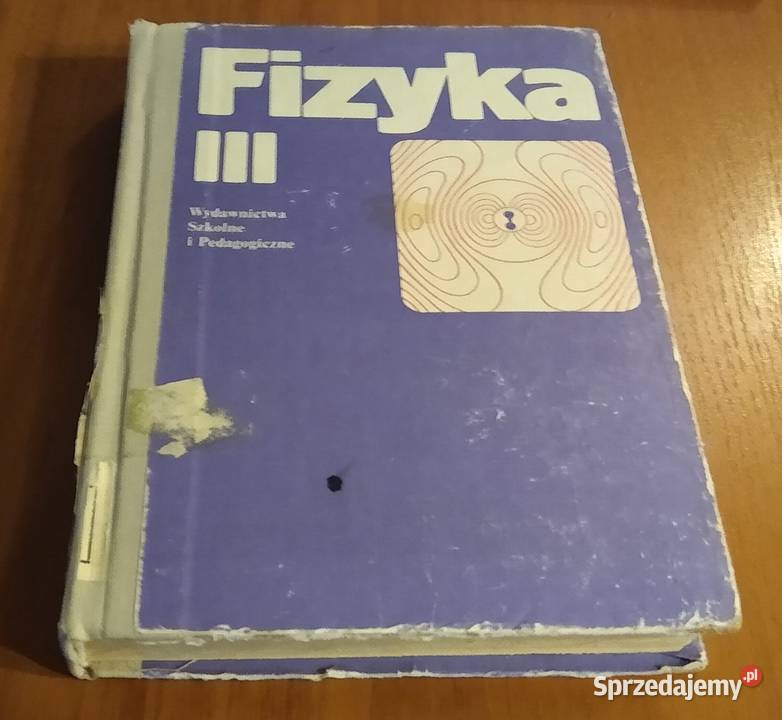 Fizyka
III
Wydawnictwa
Szkolne
i Pedagogiczne
Sprzedajemy.pl